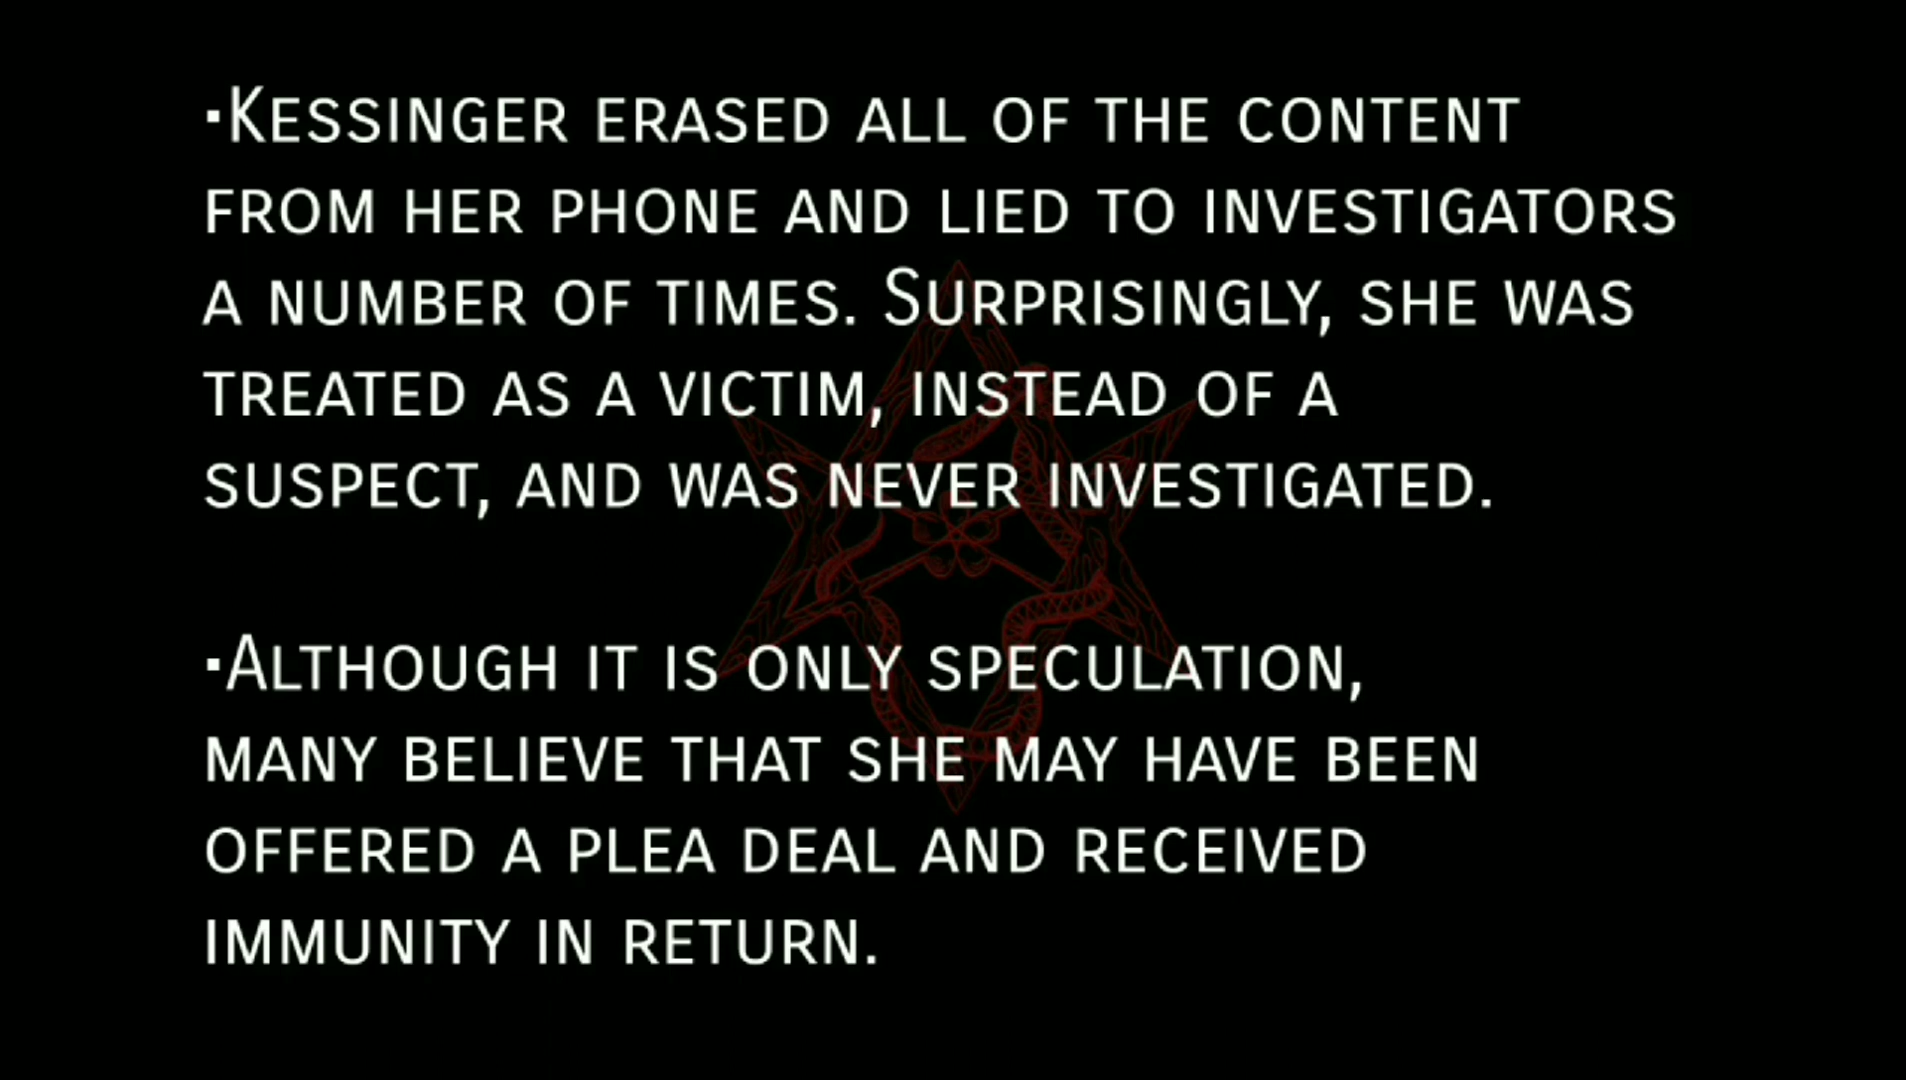 ▪Kessinger erased all of the content
from her phone and lied to investigators
a number of times. Surprisingly, she was
treated as a victim, instead of a
suspect, and was never investigated.
▪Although it is only speculation,
many believe that she may have been
offered a plea deal and received
immunity in return.